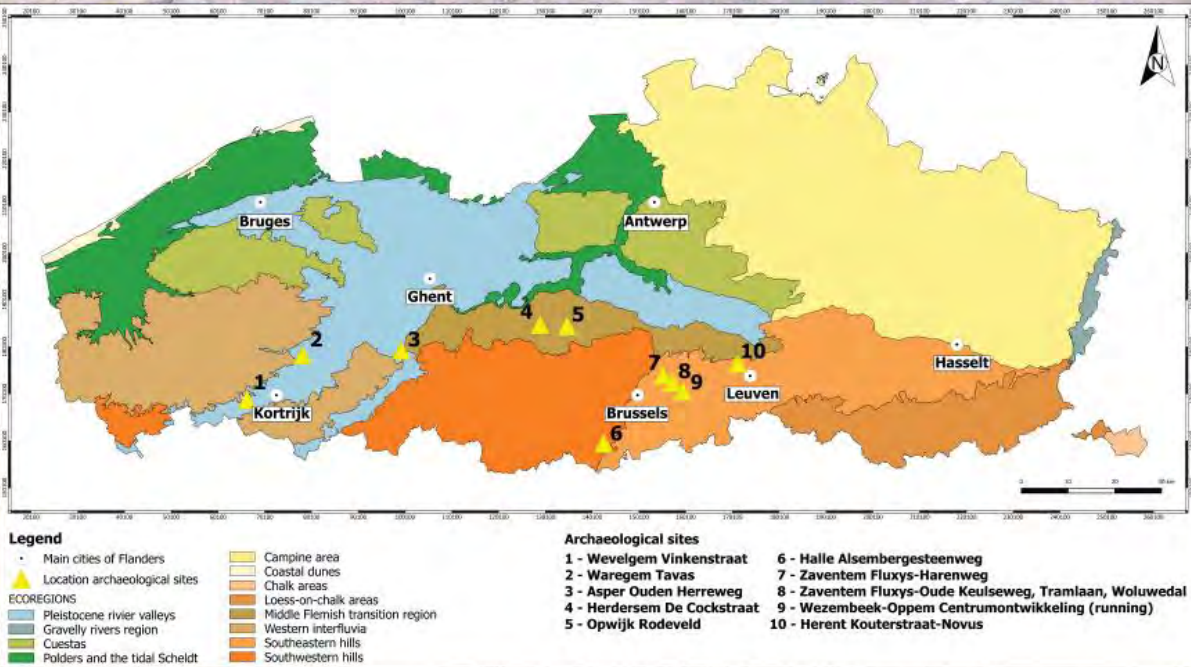 N
Bruges
Antwerp
Ghent
4
5
2
3
10
7
8
9
1
6
Hasselt
Leuven
Kortrijk
Brussels
Legend
Main cities of Flanders
Location archaeological sites
ECOREGIONS
Pleistocene rivier valleys
Gravelly rivers region
Cuestas
Polders and the tidal Scheldt
Campine area
Coastal dunes
Chalk areas
Loess-on-chalk areas
Middle Flemish transition region
Western interfluvia
Southeastern hills
Southwestern hills
Archaeological sites
1 - Wevelgem Vinkenstraat
2 - Waregem Tavas
3 - Asper Ouden Herreweg
4 - Herdersem De Cockstraat
5 - Opwijk Rodeveld
6 - Halle Alsembergesteenweg
7 - Zaventem Fluxys-Harenweg
8 - Zaventem Fluxys-Oude Keulseweg, Tramlaan, Woluwedal
9 - Wezembeek-Oppem Centrumontwikkeling (running)
10 - Herent Kouterstraat-Novus